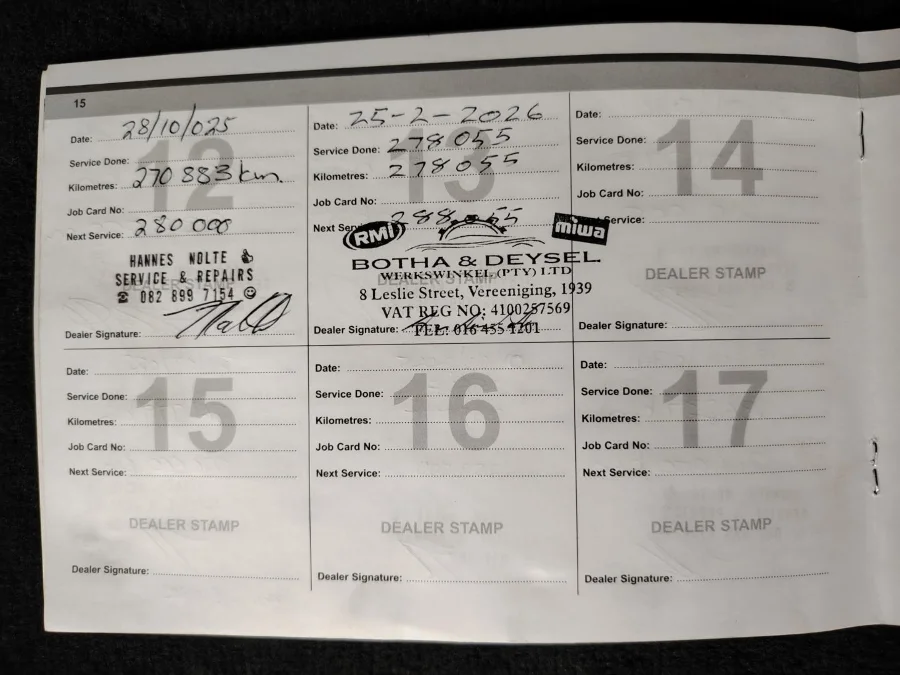 15
12
Date: 28/10/025
Service Done:
Kilometres: 270 883 km.
Job Card No:
Next Service: 280 000
DEALER STAMP
HANNES NOLTE
SERVICE & REPAIRS
☎ 082 899 7154 ☺
Dealer Signature:
13
Date: 25-2-2026
Service Done: 278055
Kilometres: 278055
Job Card No:
Next Service: 288055
RMI
miwa
BOTHA & DEYSEL
WERKSWINKEL (PTY) LTD
DEALER STAMP
8 Leslie Street, Vereeniging, 1939
VAT REG NO: 4100257569
TEL: 016 455 1201
Dealer Signature:
14
Date:
Service Done:
Kilometres:
Job Card No:
Next Service:
DEALER STAMP
Dealer Signature:
15
Date:
Service Done:
Kilometres:
Job Card No:
Next Service:
DEALER STAMP
Dealer Signature:
16
Date:
Service Done:
Kilometres:
Job Card No:
Next Service:
DEALER STAMP
Dealer Signature:
17
Date:
Service Done:
Kilometres:
Job Card No:
Next Service:
DEALER STAMP
Dealer Signature: